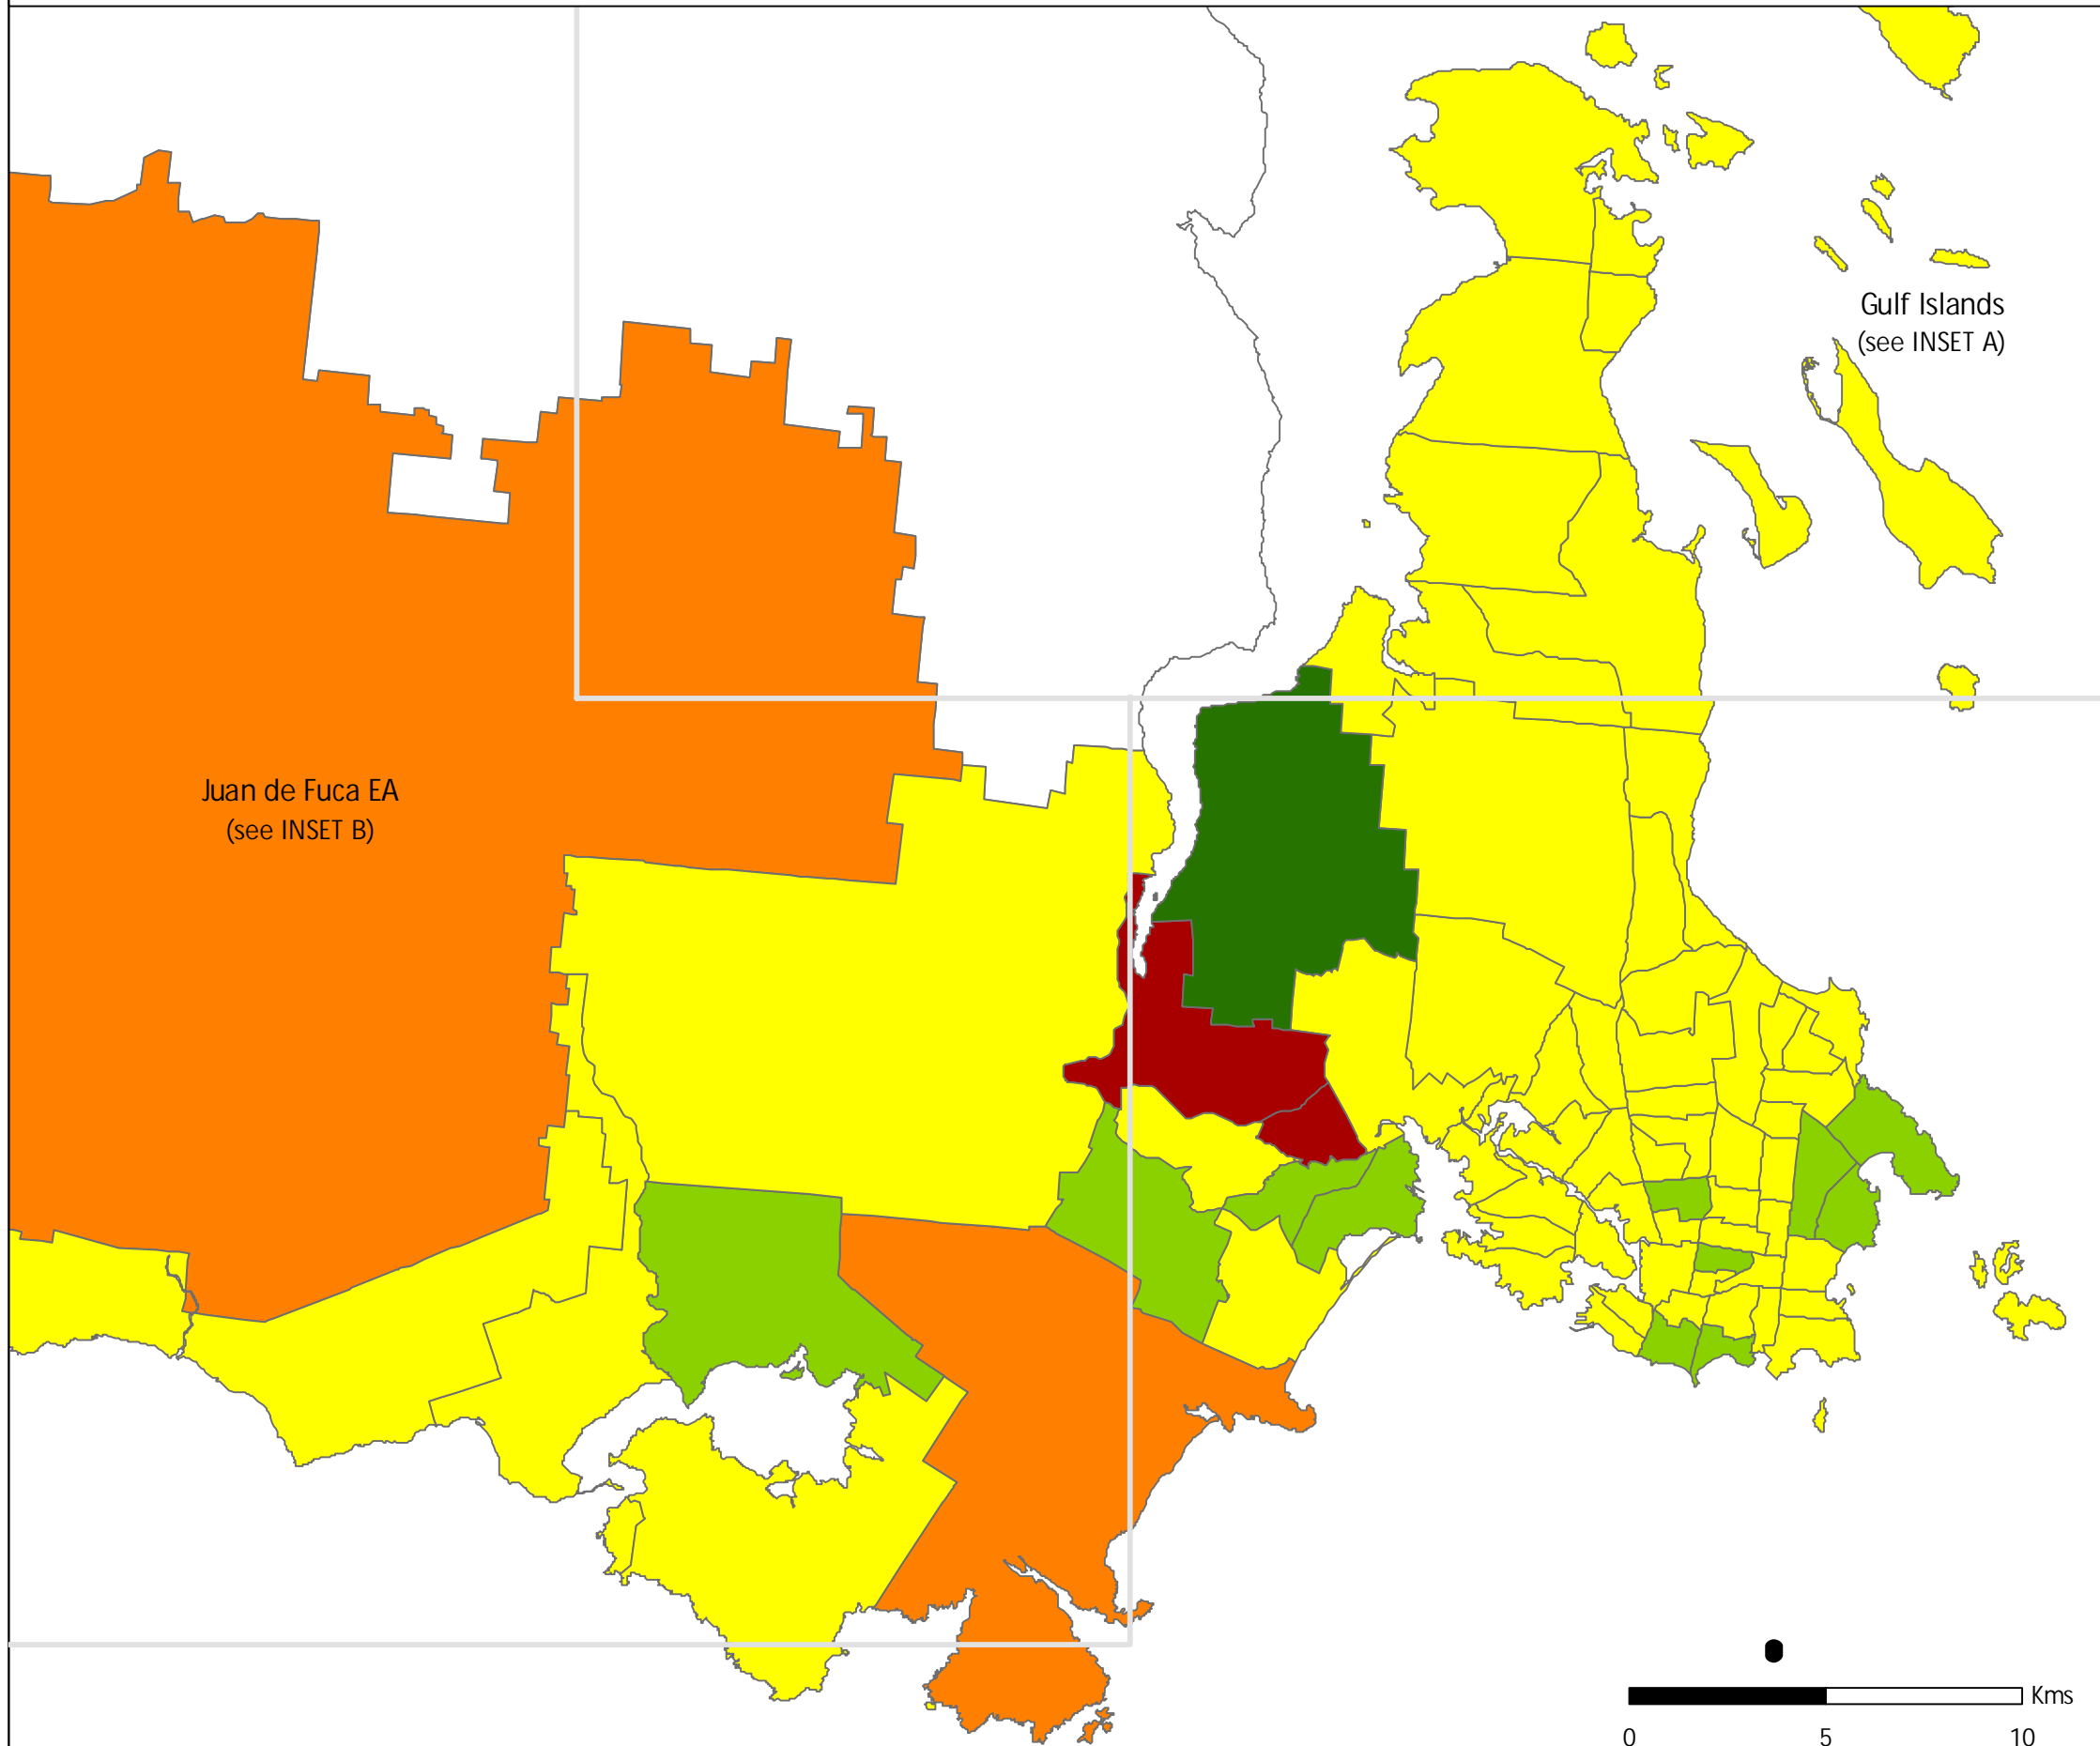 Gulf Islands
(see INSET A)
Juan de Fuca EA
(see INSET B)
Kms
0 5 10